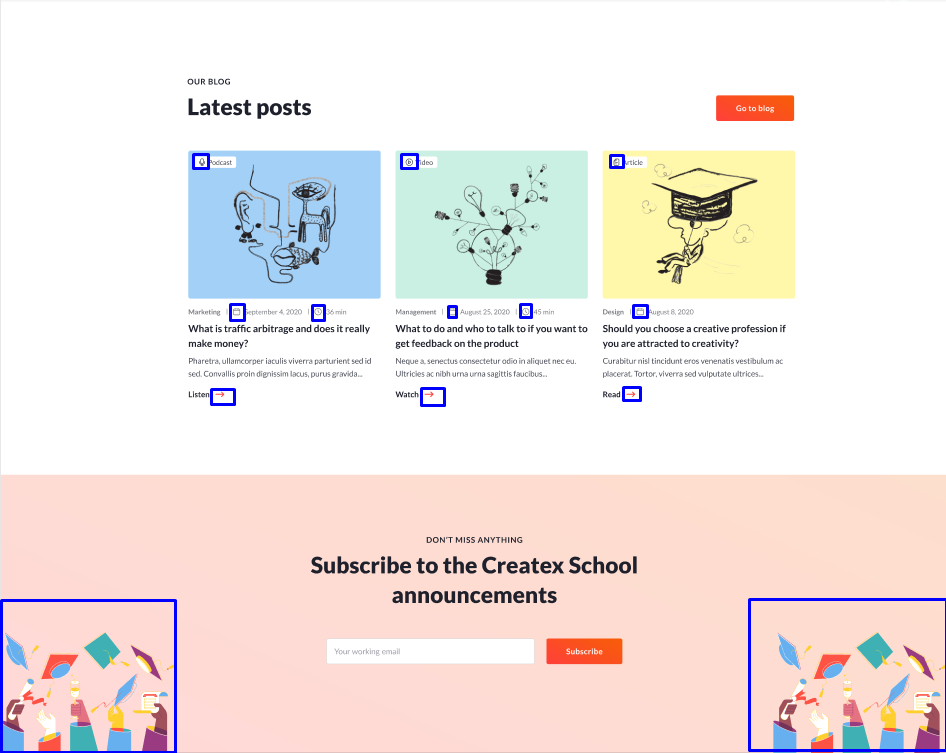 OUR BLOG
Latest posts
Go to blog
Podcast
Article
Marketing | September 4, 2020 | 36 min
What is traffic arbitrage and does it really
make money?
Pharetra, ullamcorper iaculis viverra parturient sed id
sed. Convallis proin dignissim lacus, purus gravida...
Listen →
Video
Management | August 25, 2020 | 45 min
What to do and who to talk to if you want to
get feedback on the product
Neque a, senectus consectetur odio in aliquet nec eu.
Ultricies ac nibh urna urna sagittis faucibus...
Watch →
Design | August 8, 2020
Should you choose a creative profession if
you are attracted to creativity?
Curabitur nisl tincidunt eros venenatis vestibulum ac
placerat. Tortor, viverra sed vulputate ultrices...
Read →
DON'T MISS ANYTHING
Subscribe to the Createx School
announcements
Your working email
Subscribe